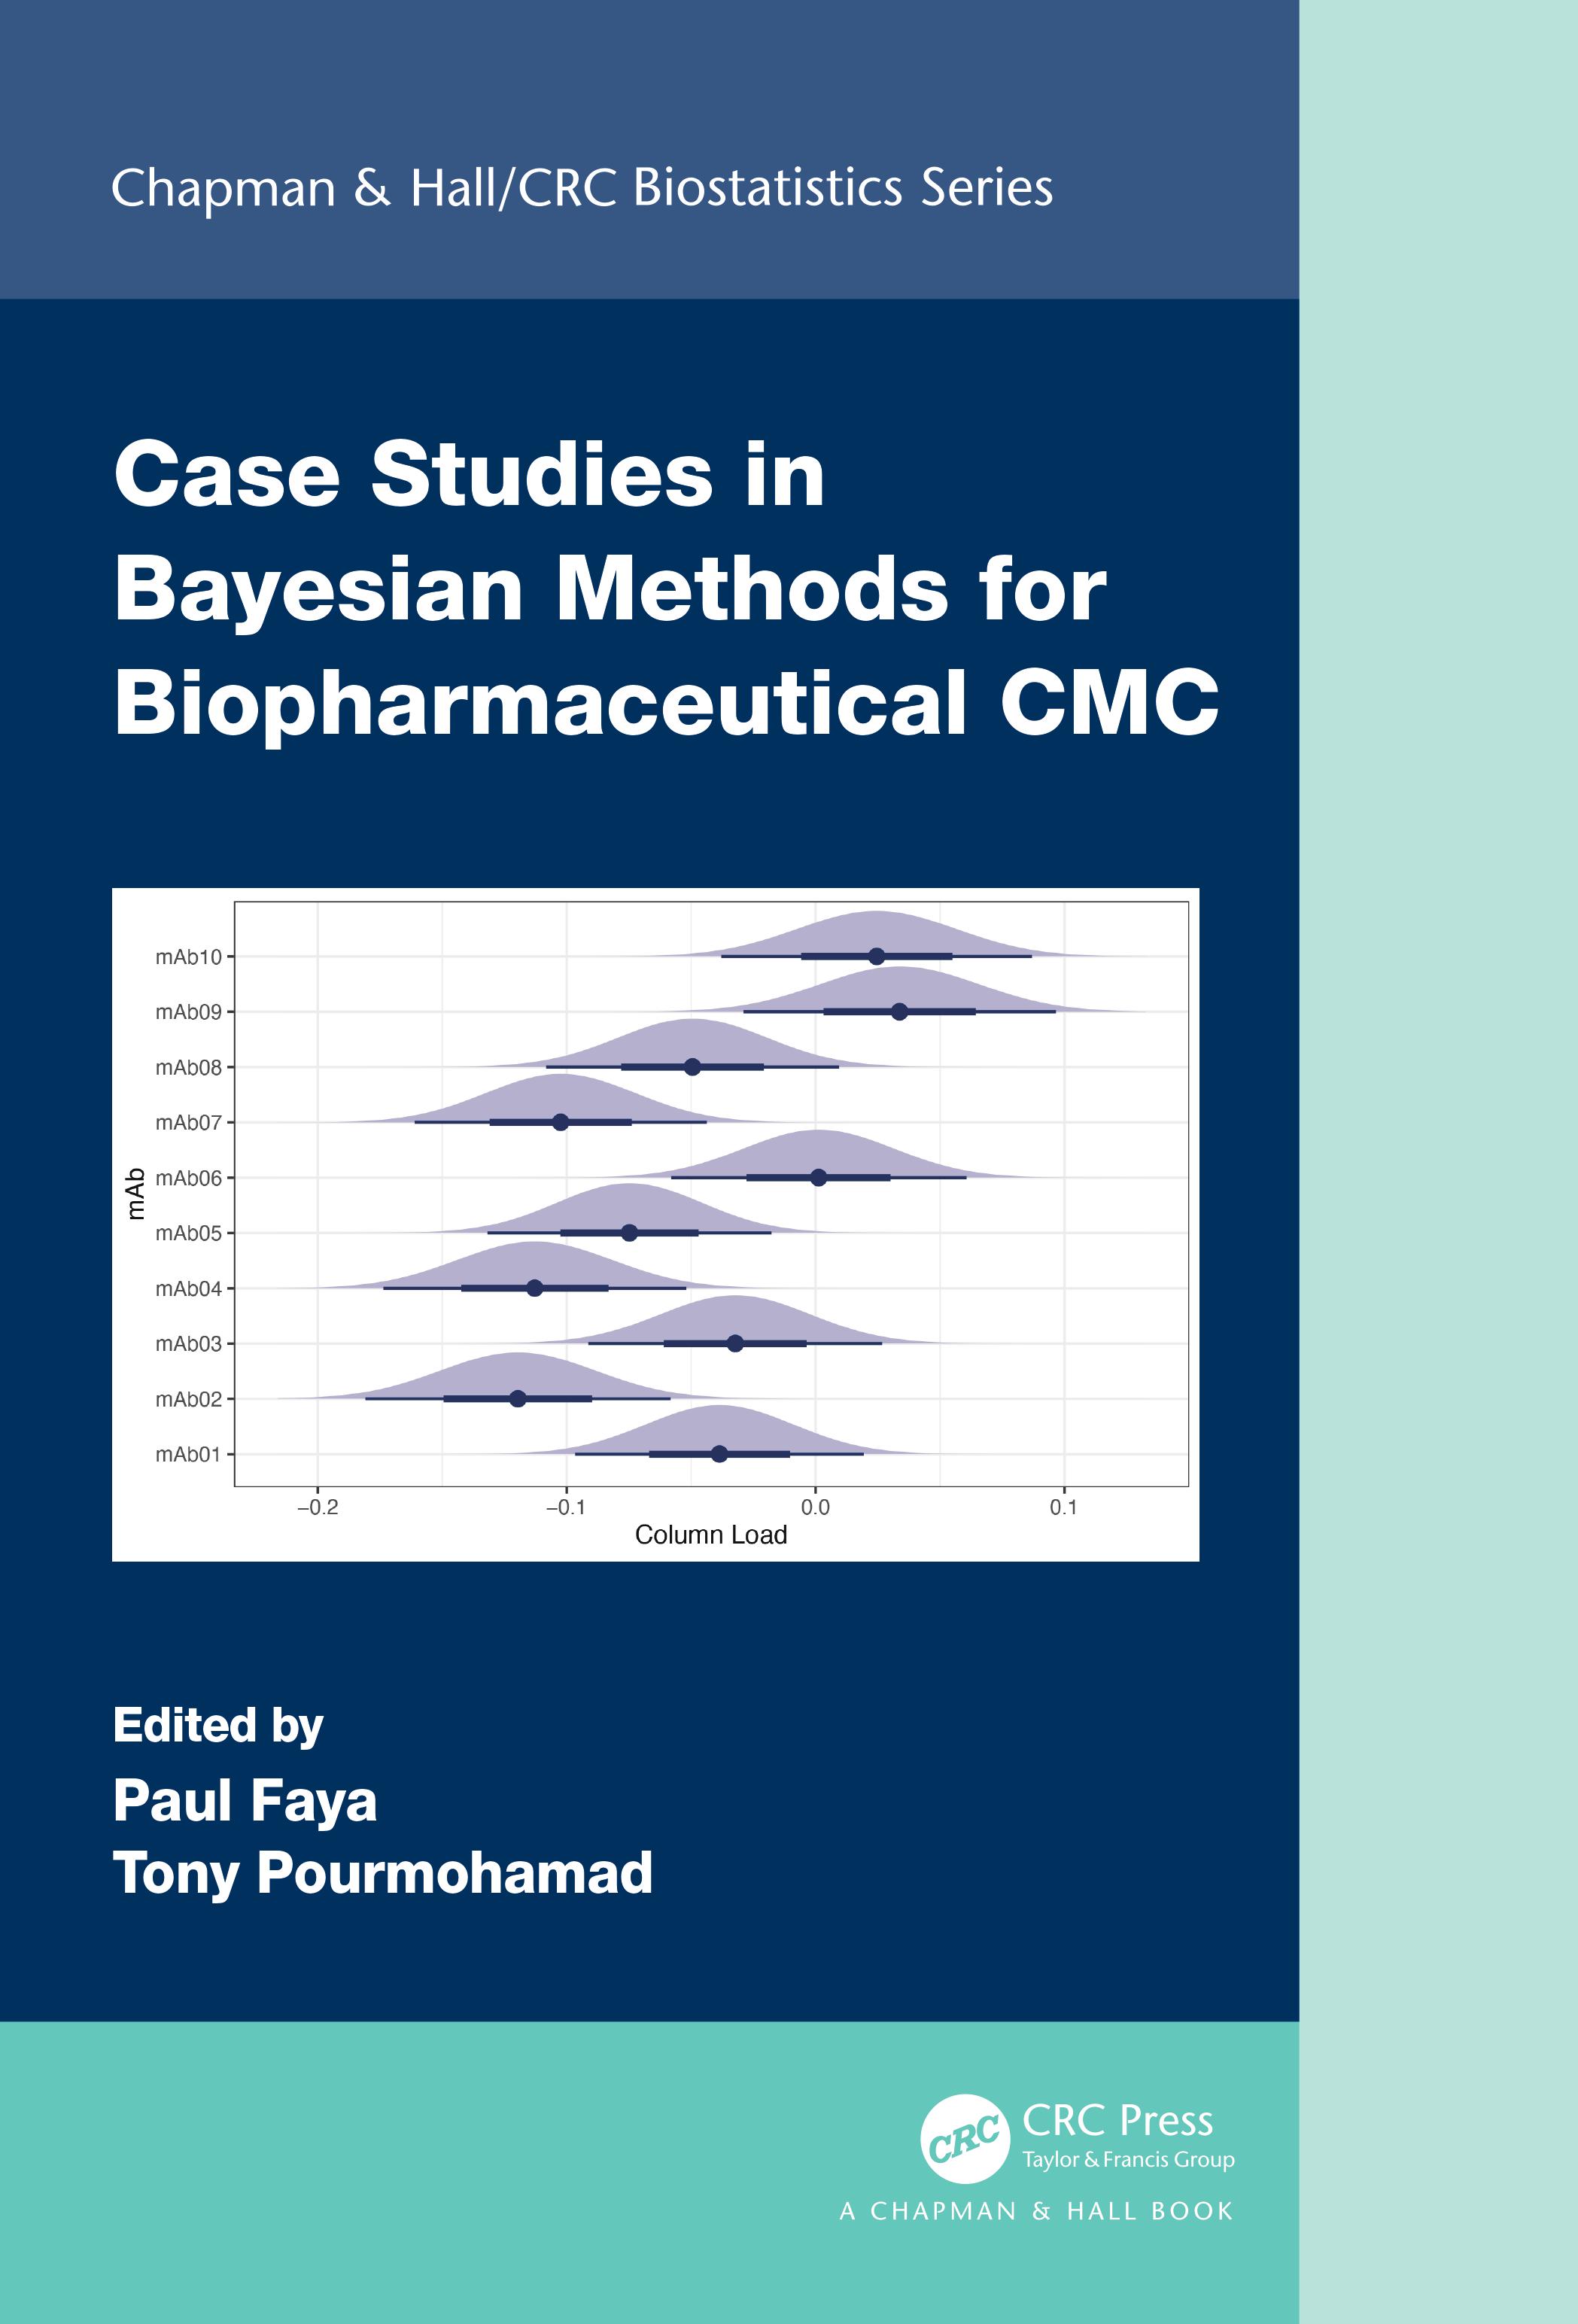 Chapman & Hall/CRC Biostatistics Series
Case Studies in
Bayesian Methods for
Biopharmaceutical CMC
mAb10
mAb09
mAb08
mAb07
mAb06
mAb05
mAb04
mAb03
mAb02
mAb01
mAb
−0.2 −0.1 0.0 0.1
Column Load
Edited by
Paul Faya
Tony Pourmohamad
CRC
CRC Press
Taylor & Francis Group
A CHAPMAN & HALL BOOK